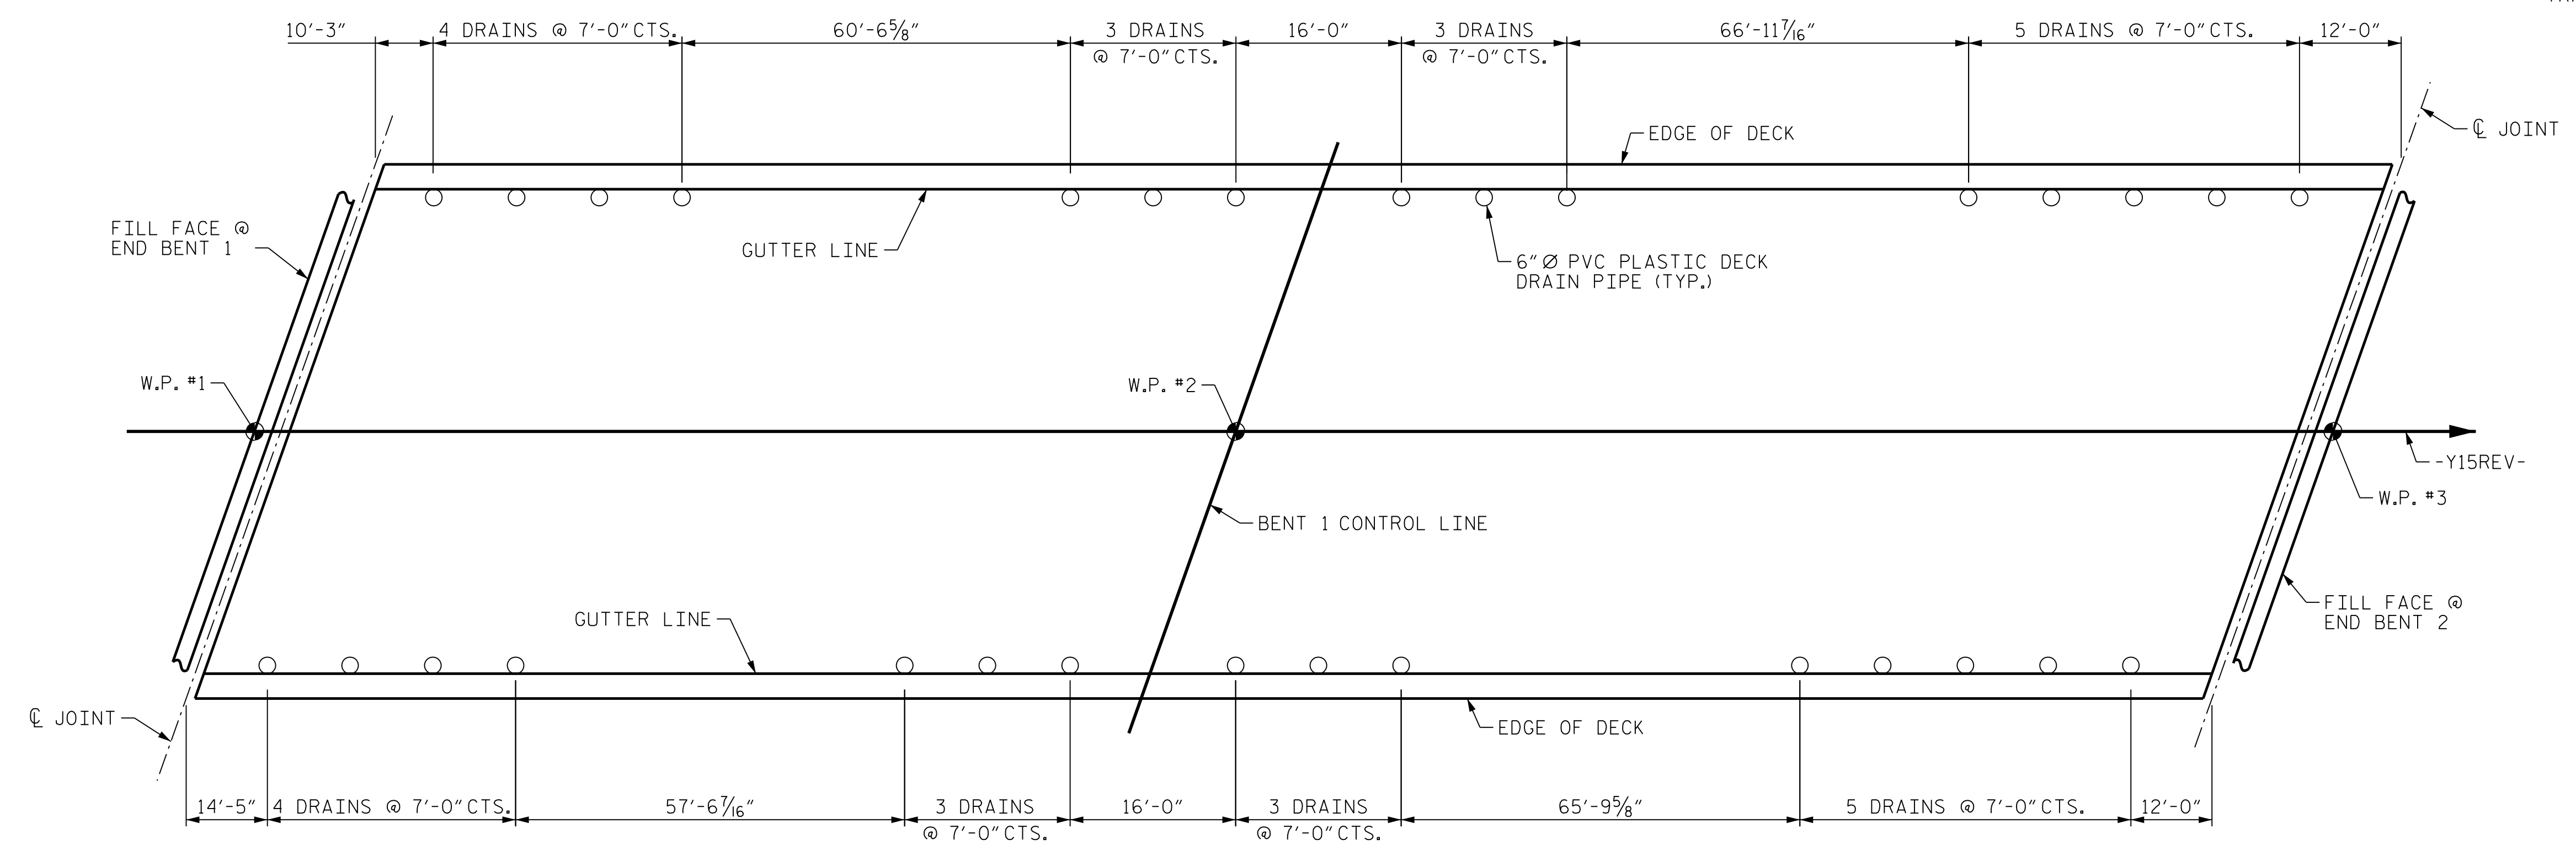 10'-3" 4 DRAINS @ 7'-0" CTS. 60'-6⅝" 3 DRAINS 16'-0" 3 DRAINS 66'-11⁷⁄₁₆" 5 DRAINS @ 7'-0" CTS. 12'-0"
@ 7'-0" CTS. @ 7'-0" CTS.
EDGE OF DECK
℄ JOINT
FILL FACE @
END BENT 1
GUTTER LINE
6" Ø PVC PLASTIC DECK
DRAIN PIPE (TYP.)
W.P. #1
W.P. #2
-Y15REV-
W.P. #3
BENT 1 CONTROL LINE
GUTTER LINE
FILL FACE @
END BENT 2
℄ JOINT
EDGE OF DECK
14'-5" 4 DRAINS @ 7'-0" CTS. 57'-6⁷⁄₁₆" 3 DRAINS 16'-0" 3 DRAINS 65'-9⅝" 5 DRAINS @ 7'-0" CTS. 12'-0"
@ 7'-0" CTS. @ 7'-0" CTS.